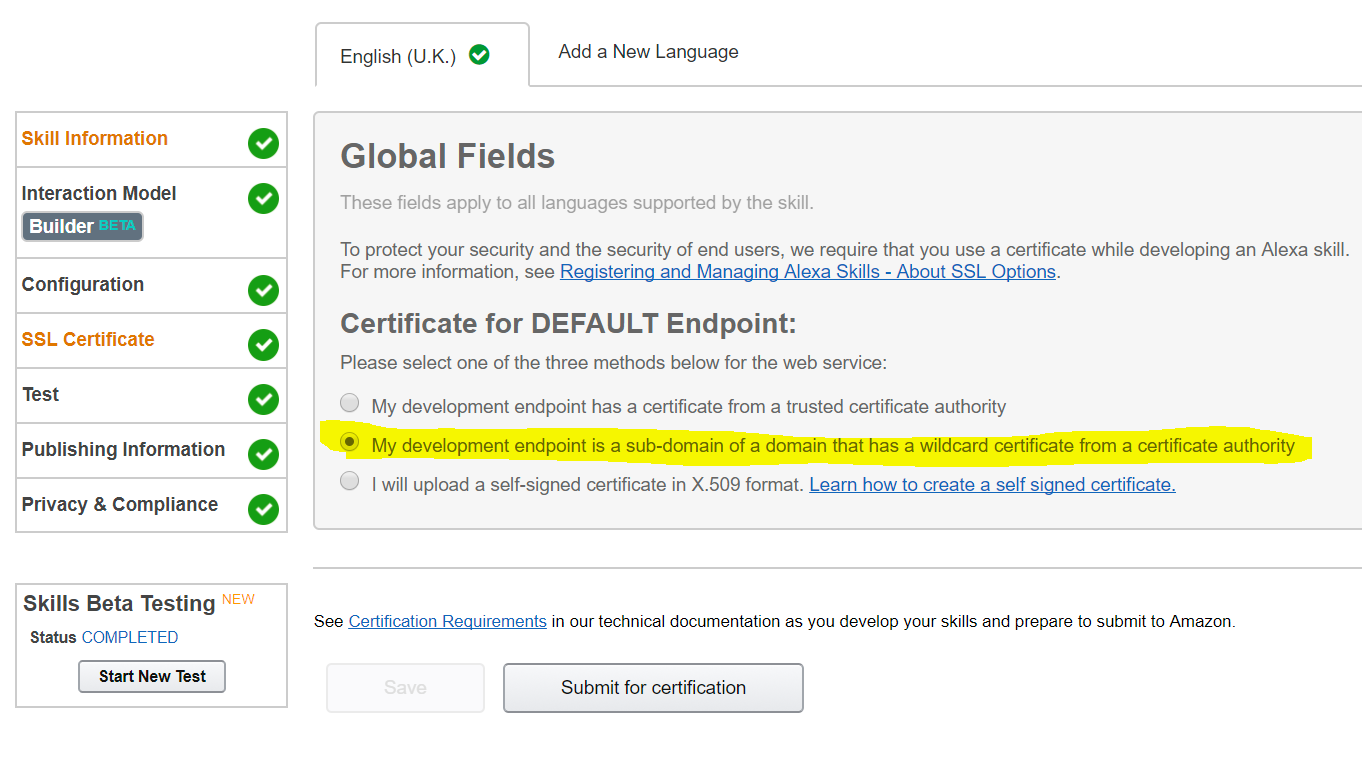 English (U.K.)
Add a New Language
Skill Information
Interaction Model
Builder BETA
Configuration
SSL Certificate
Test
Publishing Information
Privacy & Compliance
Skills Beta Testing NEW
Status COMPLETED
Start New Test
Global Fields
These fields apply to all languages supported by the skill.
To protect your security and the security of end users, we require that you use a certificate while developing an Alexa skill.
For more information, see Registering and Managing Alexa Skills - About SSL Options.
Certificate for DEFAULT Endpoint:
Please select one of the three methods below for the web service:
My development endpoint has a certificate from a trusted certificate authority
My development endpoint is a sub-domain of a domain that has a wildcard certificate from a certificate authority
I will upload a self-signed certificate in X.509 format. Learn how to create a self signed certificate.
See Certification Requirements in our technical documentation as you develop your skills and prepare to submit to Amazon.
Save
Submit for certification